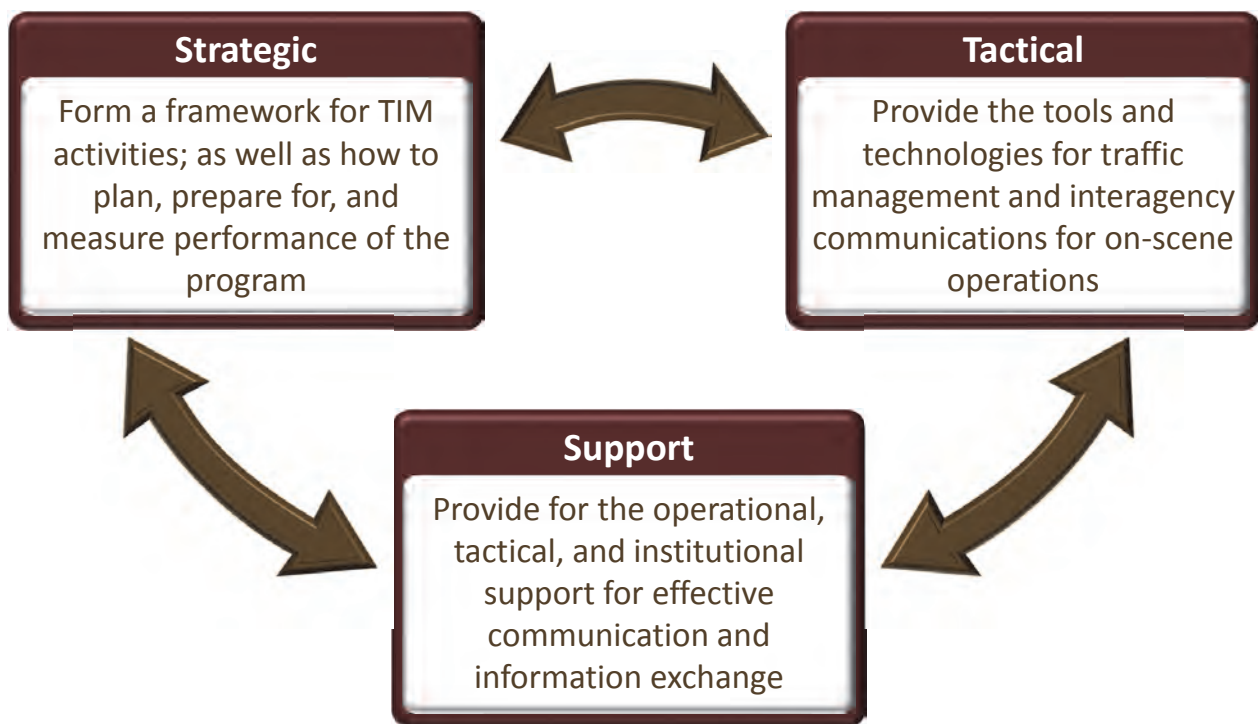 Strategic
Form a framework for TIM
activities; as well as how to
plan, prepare for, and
measure performance of the
program
Tactical
Provide the tools and
technologies for traffic
management and interagency
communications for on-scene
operations
Support
Provide for the operational,
tactical, and institutional
support for effective
communication and
information exchange